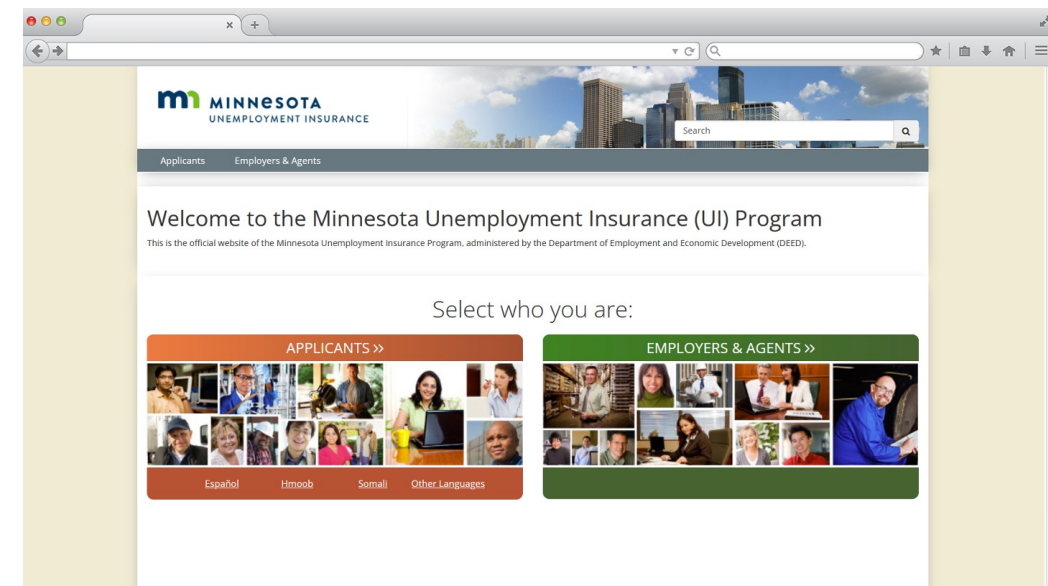 mn MINNESOTA
UNEMPLOYMENT INSURANCE
Search
Applicants Employers & Agents
Welcome to the Minnesota Unemployment Insurance (UI) Program
This is the official website of the Minnesota Unemployment Insurance Program, administered by the Department of Employment and Economic Development (DEED).
Select who you are:
APPLICANTS »
EMPLOYERS & AGENTS »
Español Hmoob Somali Other Languages